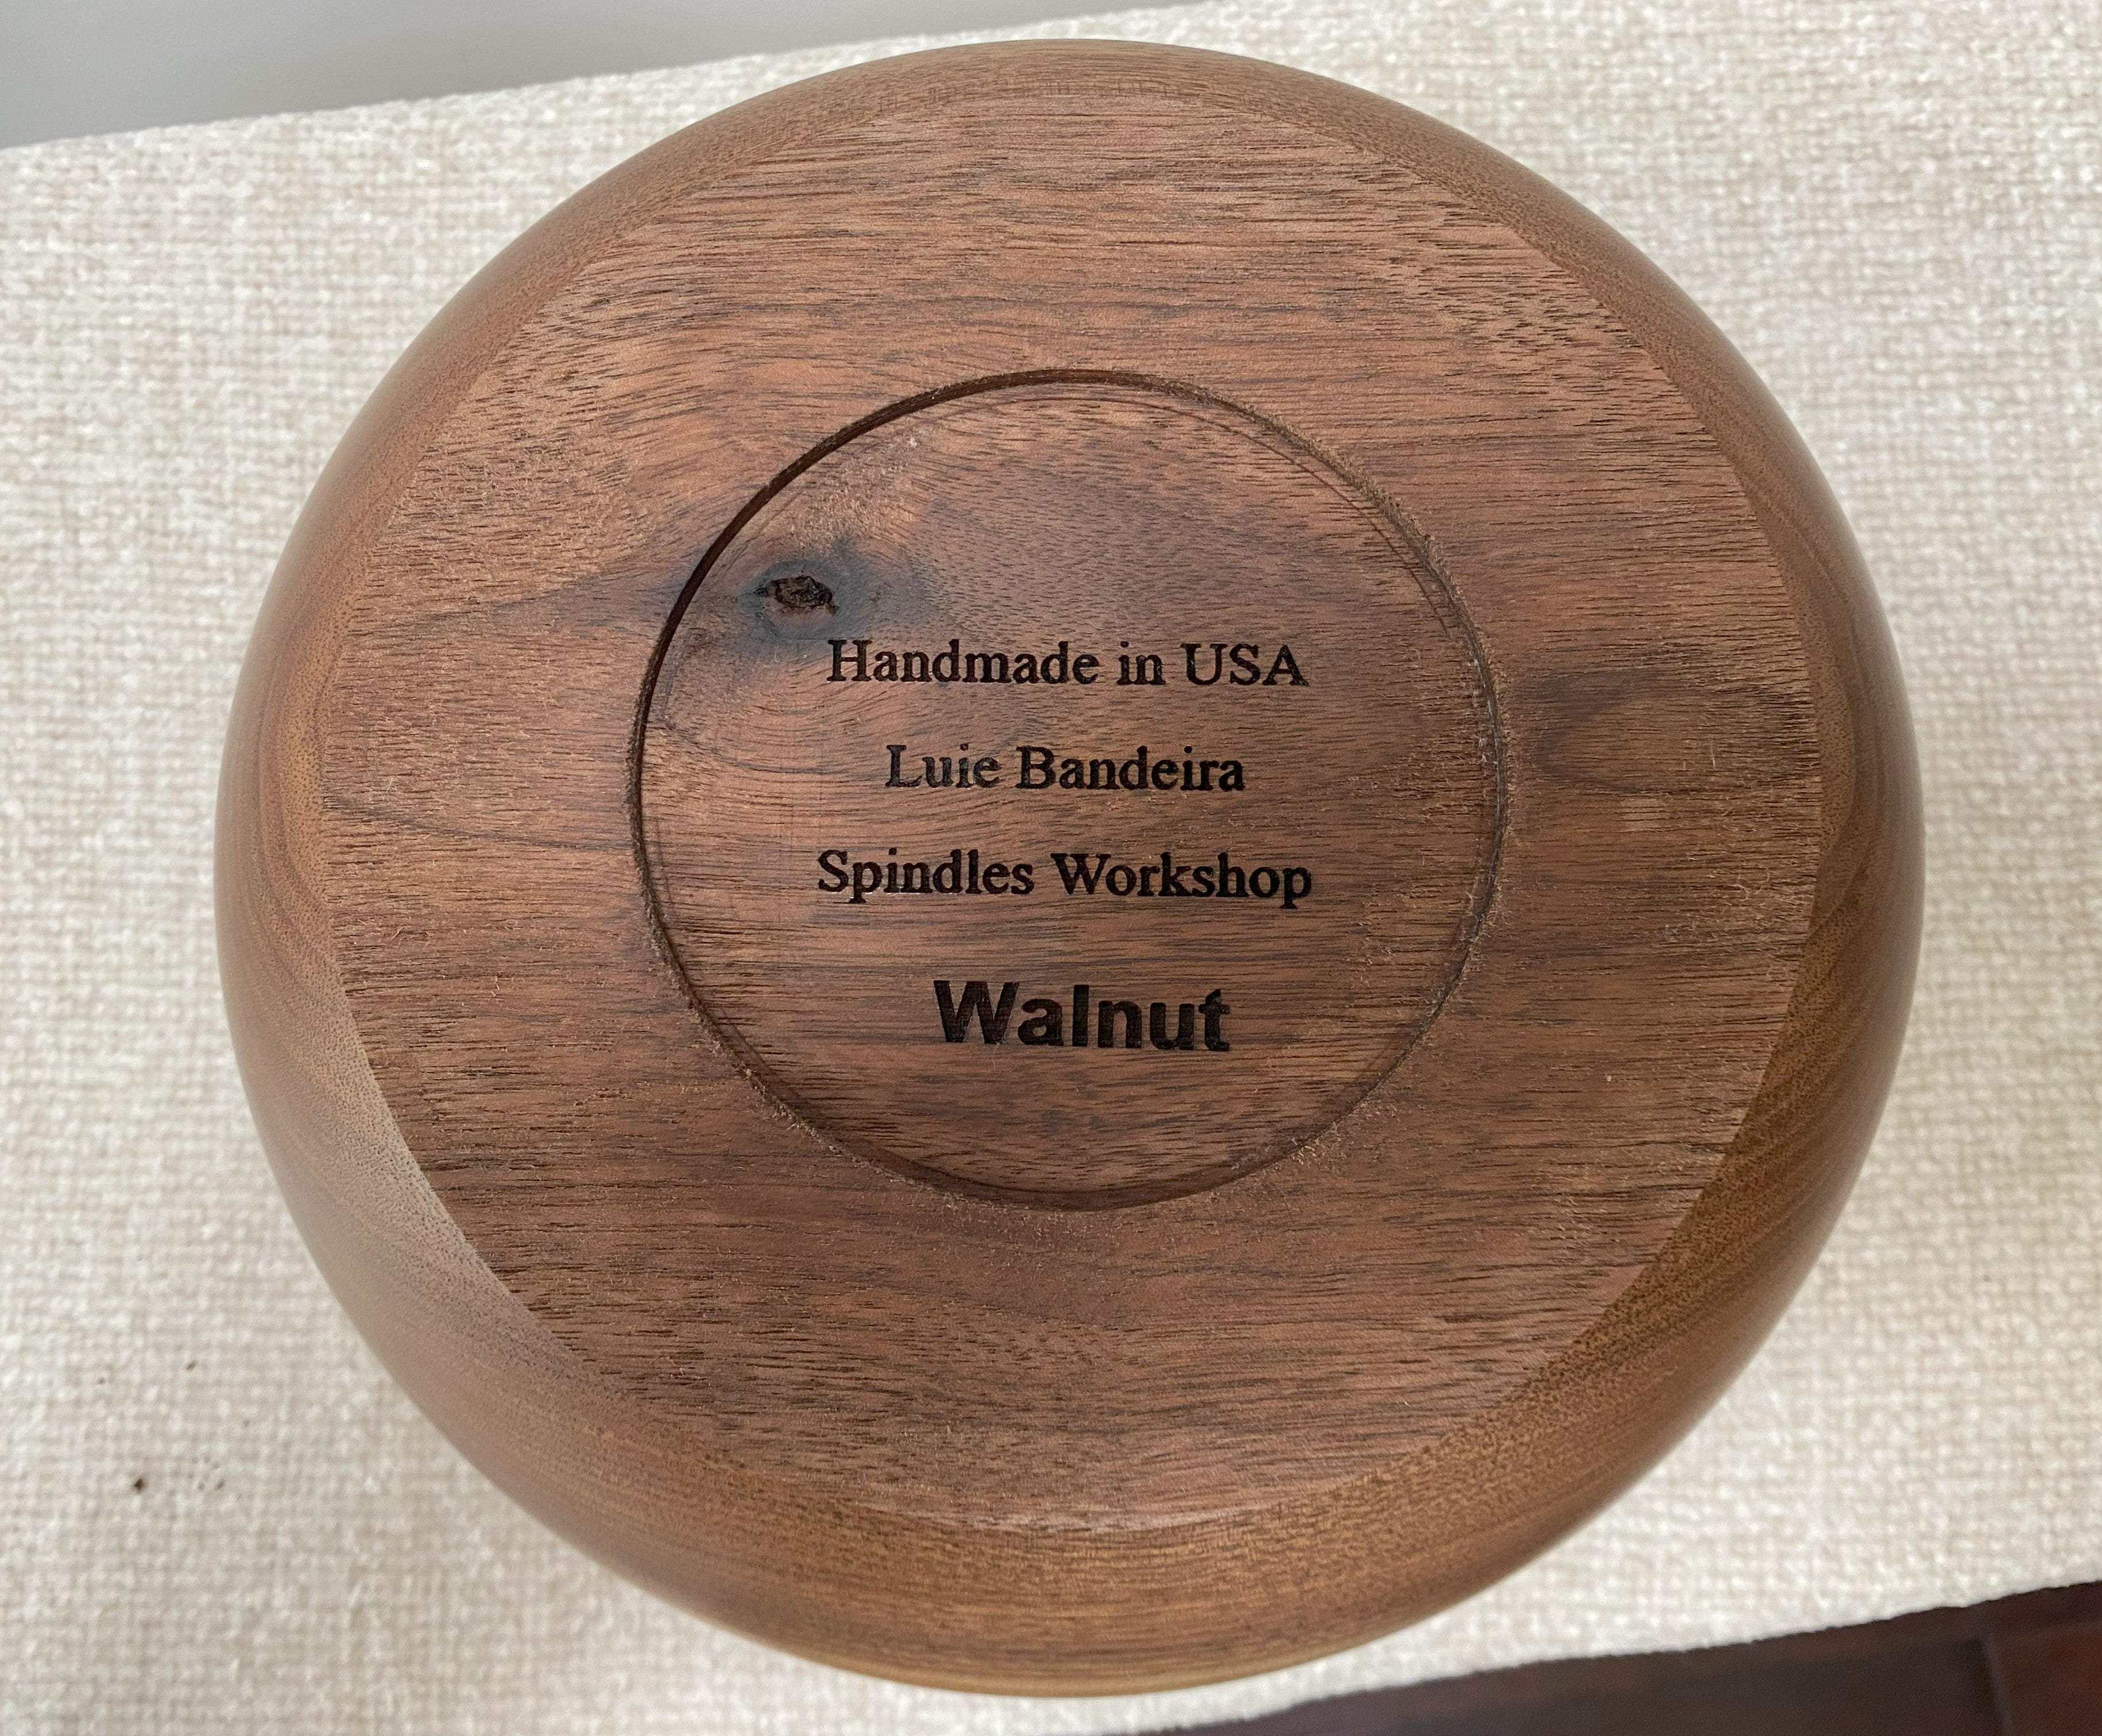 Handmade in USA
Luie Bandeira
Spindles Workshop
Walnut